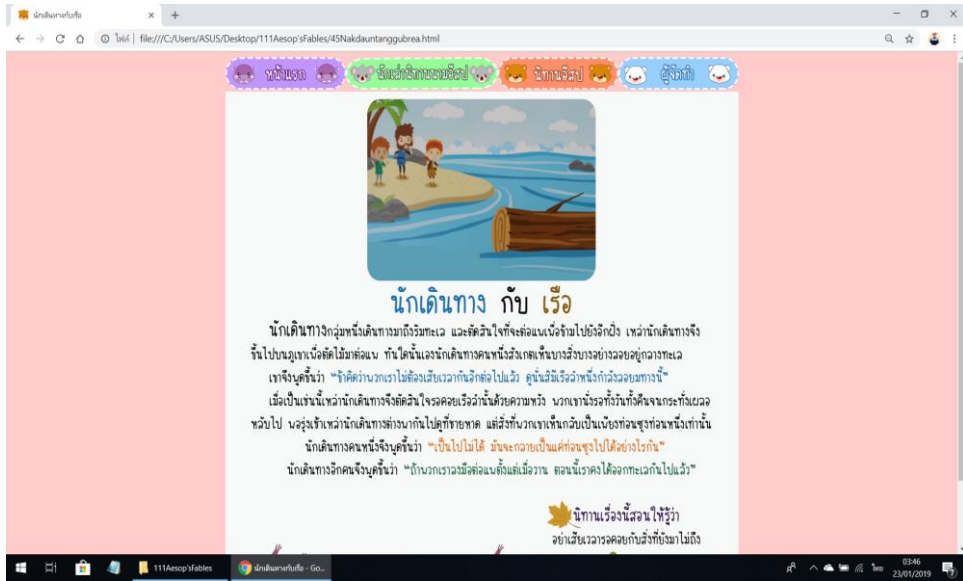 นักเดินทางกับเรือ
ไฟล์ | file:///C:/Users/ASUS/Desktop/111Aesop'sFables/45Nakdauntanggubrea.html
หน้าแรก นักเล่านิทานนามอีสป นิทานอีสป ผู้จัดทำ
นักเดินทาง กับ เรือ
นักเดินทางกลุ่มหนึ่งเดินทางมาถึงริมทะเล และตัดสินใจที่จะต่อแพเพื่อข้ามไปยังอีกฝั่ง เหล่านักเดินทางจึง
ขึ้นไปบนภูเขาเพื่อตัดไม้มาต่อแพ ทันใดนั้นเองนักเดินทางคนหนึ่งสังเกตเห็นบางสิ่งบางอย่างลอยอยู่กลางทะเล
เขาจึงพูดขึ้นว่า “ข้าคิดว่าพวกเราไม่ต้องเสียเวลากันอีกต่อไปแล้ว ดูนั่นสิมีเรือลำหนึ่งกำลังลอยมาทางนี้”
เมื่อเป็นเช่นนี้เหล่านักเดินทางจึงตัดสินใจรอคอยเรือลำนั้นด้วยความหวัง พวกเขานั่งรอทั้งวันทั้งคืนจนกระทั่งเผลอ
หลับไป พอรุ่งเช้าเหล่านักเดินทางต่างพากันไปดูที่ชายหาด แต่สิ่งที่พวกเขาเห็นกลับเป็นเพียงท่อนซุงท่อนหนึ่งเท่านั้น
นักเดินทางคนหนึ่งจึงพูดขึ้นว่า “เป็นไปไม่ได้ มันจะกลายเป็นแค่ท่อนซุงไปได้อย่างไรกัน”
นักเดินทางอีกคนจึงพูดขึ้นว่า “ถ้าพวกเราลงมือต่อแพตั้งแต่เมื่อวาน ตอนนี้เราคงได้ออกทะเลกันไปแล้ว”
นิทานเรื่องนี้สอนให้รู้ว่า
อย่าเสียเวลารอคอยกับสิ่งที่ยังมาไม่ถึง
111Aesop'sFables
นักเดินทางกับเรือ - Go...
ไทย
03:46
23/01/2019